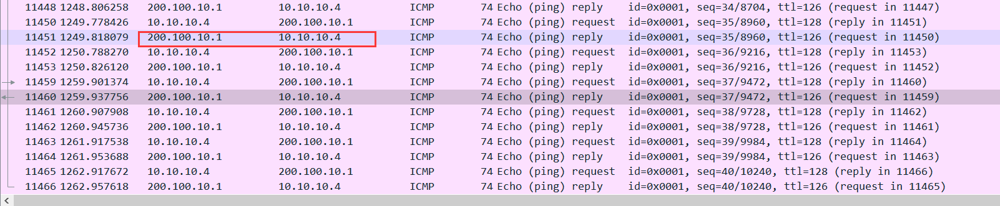 11448 1248.806258 200.100.10.1 10.10.10.4 ICMP 74 Echo (ping) reply id=0x0001, seq=34/8704, ttl=126 (request in 11447)
11450 1249.778426 10.10.10.4 200.100.10.1 ICMP 74 Echo (ping) request id=0x0001, seq=35/8960, ttl=128 (reply in 11451)
11451 1249.818079 200.100.10.1 10.10.10.4 ICMP 74 Echo (ping) reply id=0x0001, seq=35/8960, ttl=126 (request in 11450)
11452 1250.788270 10.10.10.4 200.100.10.1 ICMP 74 Echo (ping) request id=0x0001, seq=36/9216, ttl=128 (reply in 11453)
11453 1250.826120 200.100.10.1 10.10.10.4 ICMP 74 Echo (ping) reply id=0x0001, seq=36/9216, ttl=126 (request in 11452)
11459 1259.901374 10.10.10.4 200.100.10.1 ICMP 74 Echo (ping) request id=0x0001, seq=37/9472, ttl=128 (reply in 11460)
11460 1259.937756 200.100.10.1 10.10.10.4 ICMP 74 Echo (ping) reply id=0x0001, seq=37/9472, ttl=126 (request in 11459)
11461 1260.907908 10.10.10.4 200.100.10.1 ICMP 74 Echo (ping) request id=0x0001, seq=38/9728, ttl=128 (reply in 11462)
11462 1260.945736 200.100.10.1 10.10.10.4 ICMP 74 Echo (ping) reply id=0x0001, seq=38/9728, ttl=126 (request in 11461)
11463 1261.917538 10.10.10.4 200.100.10.1 ICMP 74 Echo (ping) request id=0x0001, seq=39/9984, ttl=128 (reply in 11464)
11464 1261.953688 200.100.10.1 10.10.10.4 ICMP 74 Echo (ping) reply id=0x0001, seq=39/9984, ttl=126 (request in 11463)
11465 1262.917672 10.10.10.4 200.100.10.1 ICMP 74 Echo (ping) request id=0x0001, seq=40/10240, ttl=128 (reply in 11466)
11466 1262.957618 200.100.10.1 10.10.10.4 ICMP 74 Echo (ping) reply id=0x0001, seq=40/10240, ttl=126 (request in 11465)